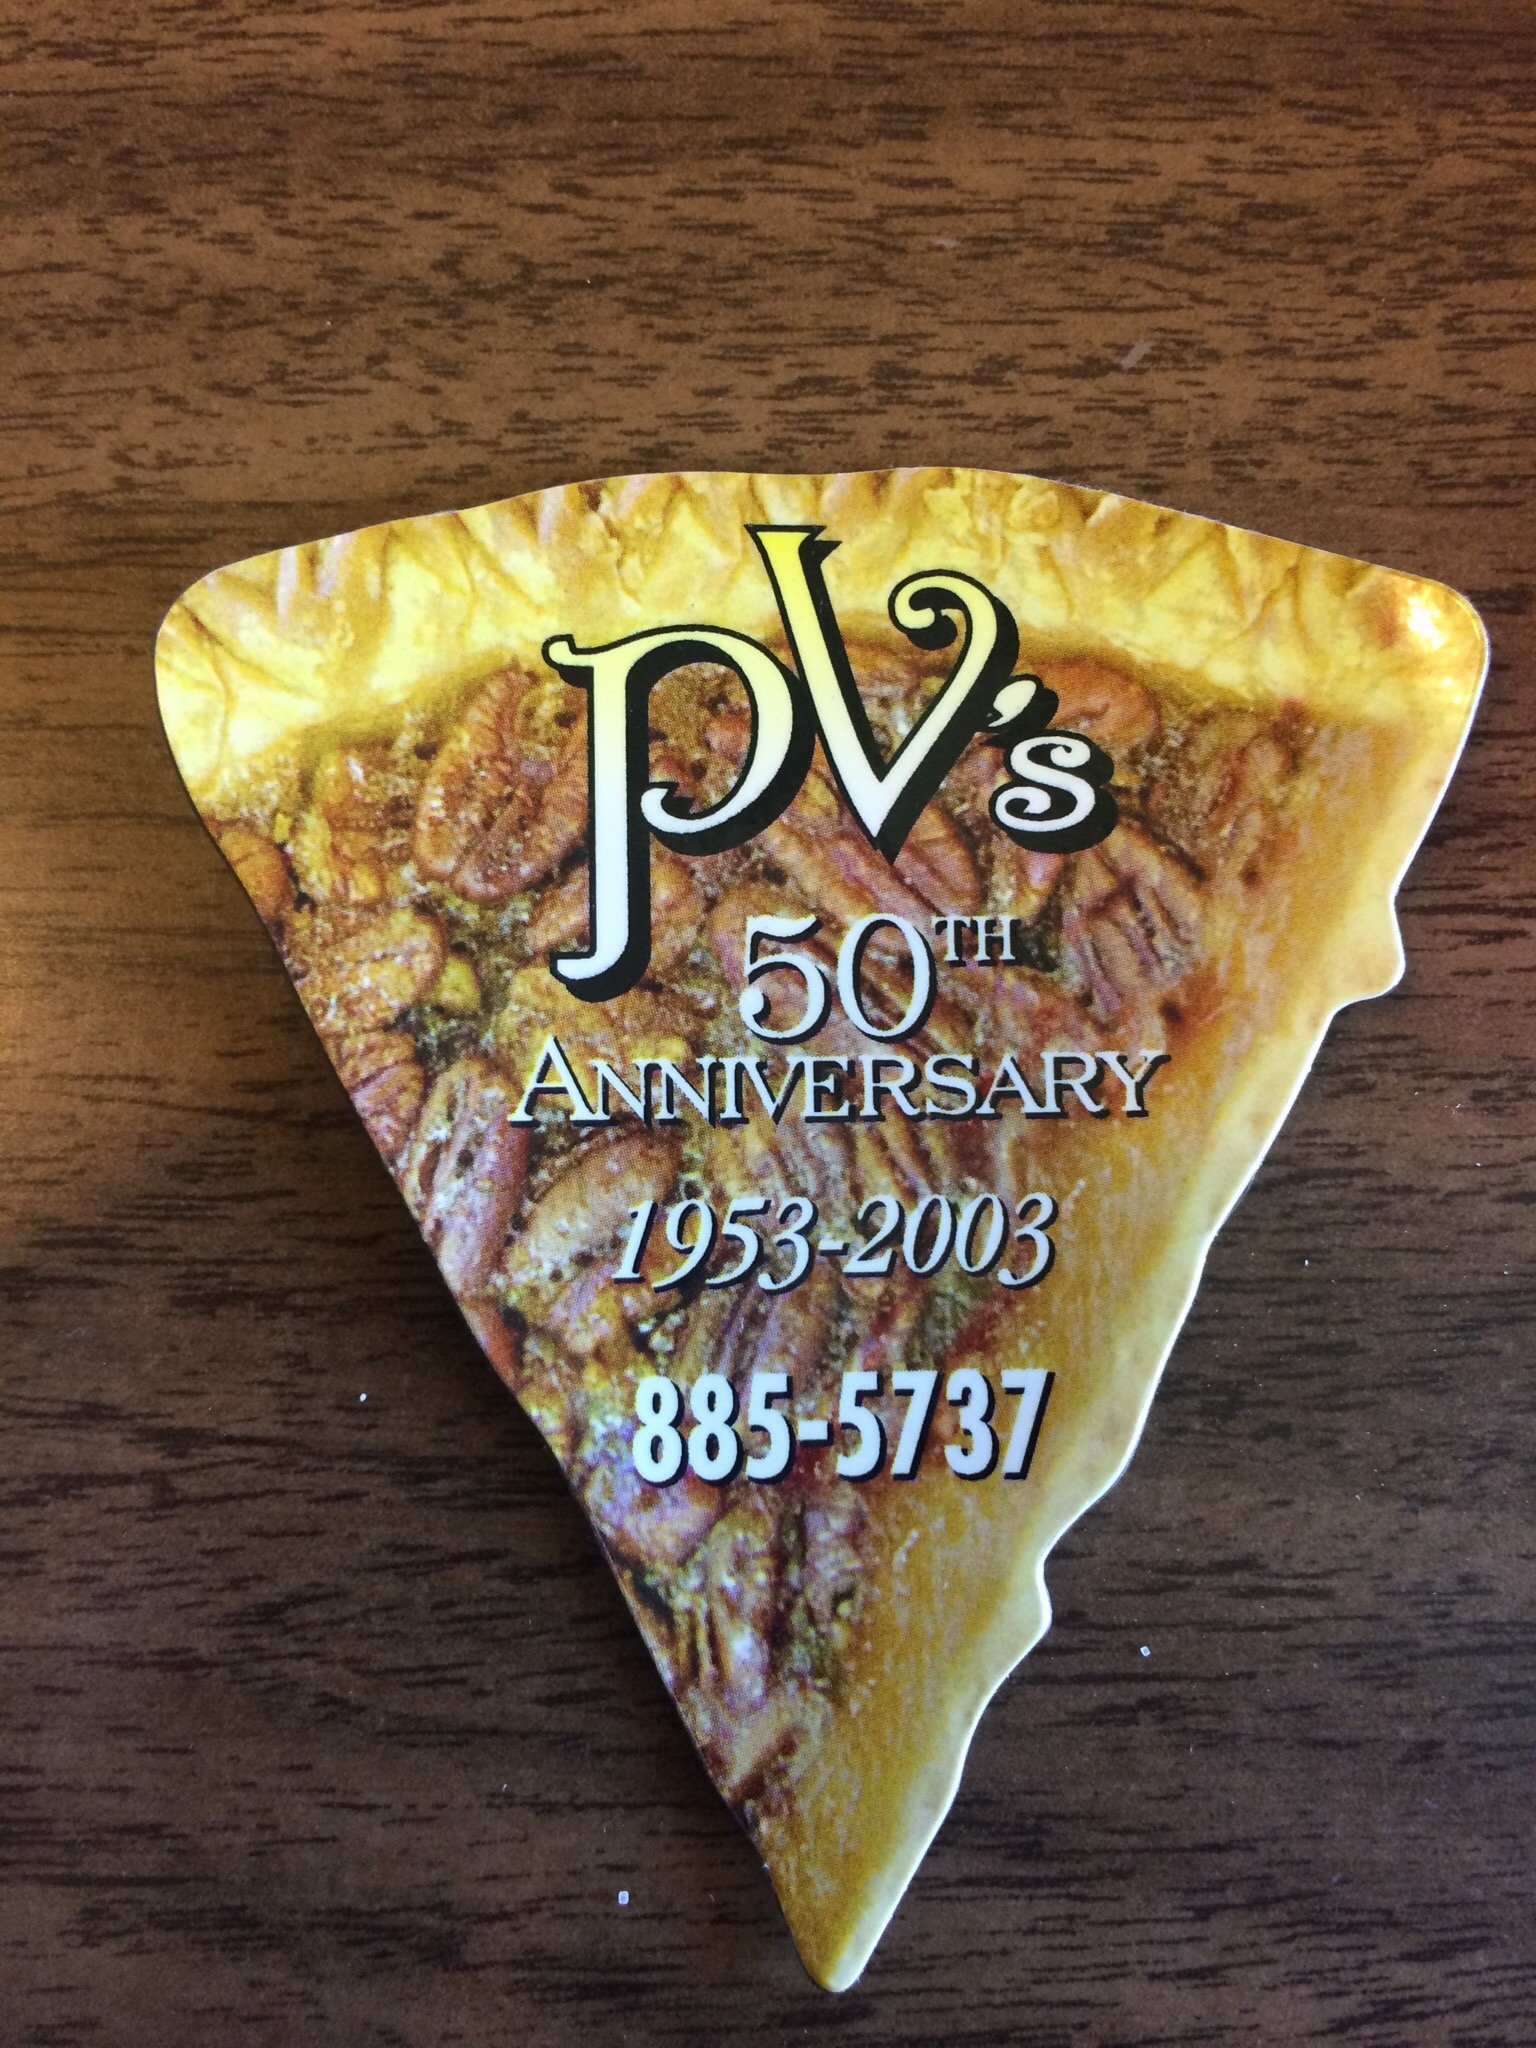 PV's
50TH
ANNIVERSARY
1953-2003
885-5737